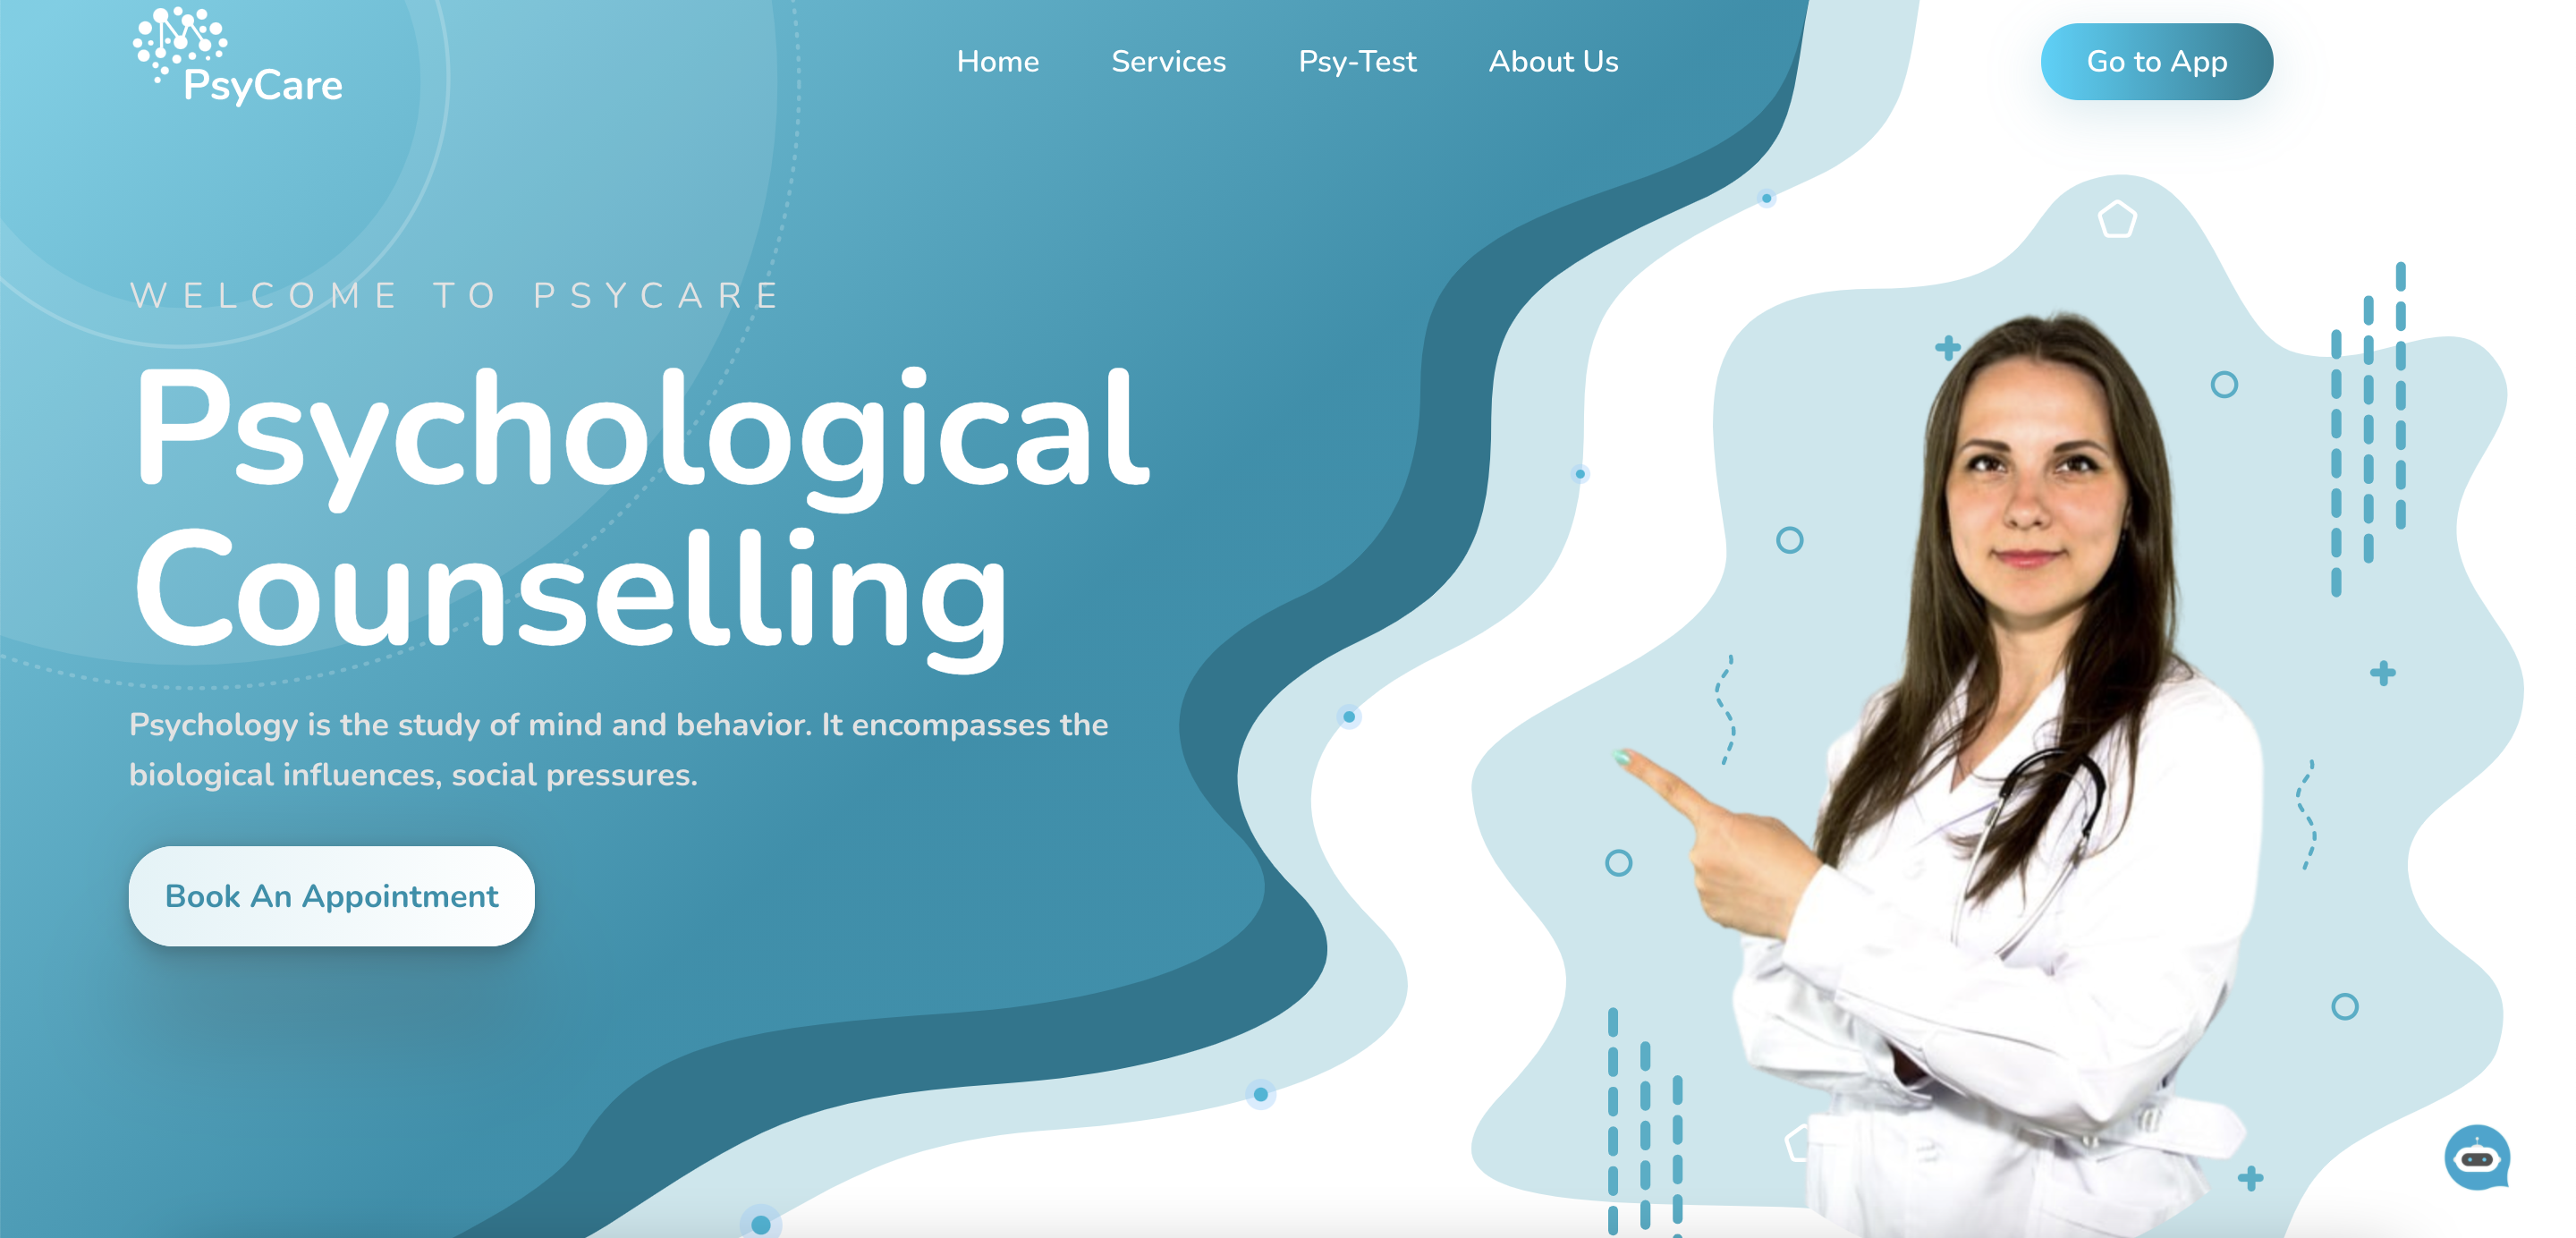 PsyCare
Home Services Psy-Test About Us
Go to App
WELCOME TO PSYCARE
Psychological
Counselling
Psychology is the study of mind and behavior. It encompasses the
biological influences, social pressures.
Book An Appointment